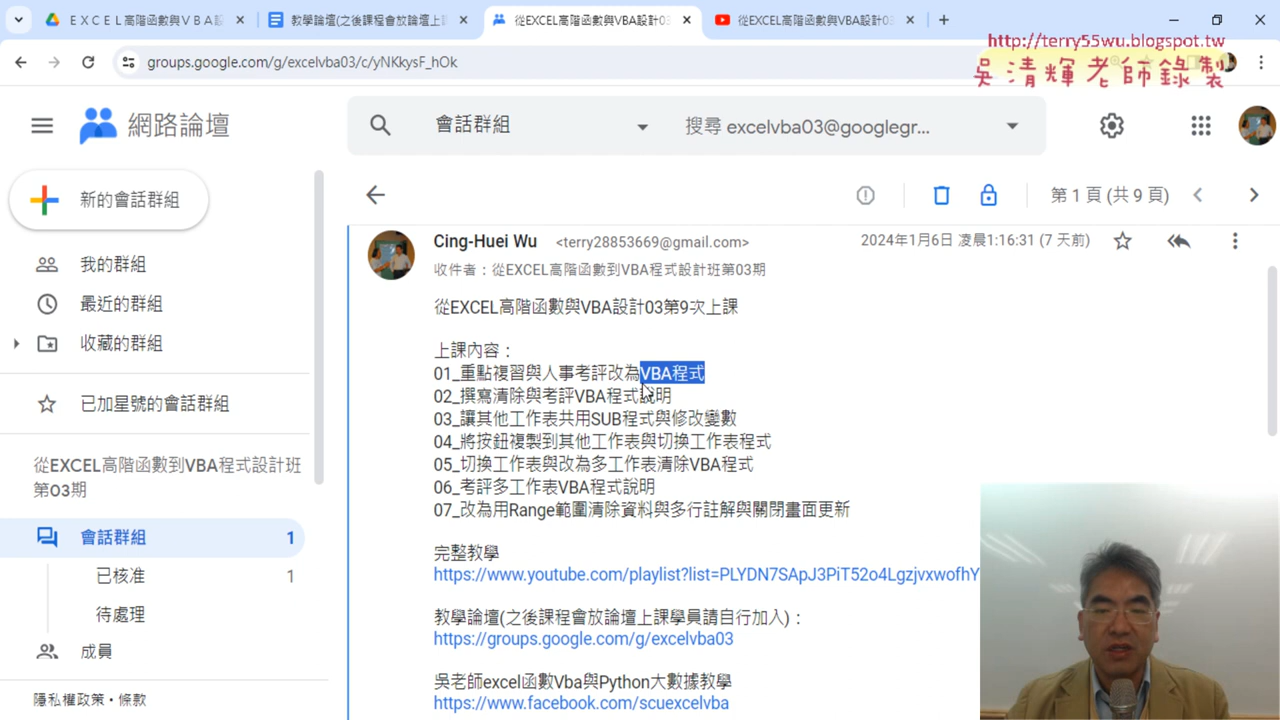 EXCEL高階函數與VBA設
教學論壇(之後課程會放論壇上
從EXCEL高階函數與VBA設計03
從EXCEL高階函數與VBA設計03
groups.google.com/g/excelvba03/c/yNKkysF_hOk
http://terry55wu.blogspot.tw
吳清輝老師錄製
網路論壇
會話群組
搜尋 excelvba03@googlegr...
新的會話群組
第 1 頁 (共 9 頁)
我的群組
最近的群組
收藏的群組
已加星號的會話群組
從EXCEL高階函數到VBA程式設計班
第03期
會話群組
1
已核准
1
待處理
成員
隱私權政策 • 條款
Cing-Huei Wu
<terry28853669@gmail.com>
2024年1月6日 凌晨1:16:31 (7 天前)
收件者：從EXCEL高階函數到VBA程式設計班第03期
從EXCEL高階函數與VBA設計03第9次上課
上課內容：
01_重點複習與人事考評改為VBA程式
02_撰寫清除與考評VBA程式說明
03_讓其他工作表共用SUB程式與修改變數
04_將按鈕複製到其他工作表與切換工作表程式
05_切換工作表與改為多工作表清除VBA程式
06_考評多工作表VBA程式說明
07_改為用Range範圍清除資料與多行註解與關閉畫面更新
完整教學
https://www.youtube.com/playlist?list=PLYDN7SApJ3PiT52o4LgzjvxwofhY
教學論壇(之後課程會放論壇上課學員請自行加入)：
https://groups.google.com/g/excelvba03
吳老師excel函數Vba與Python大數據教學
https://www.facebook.com/scuexcelvba